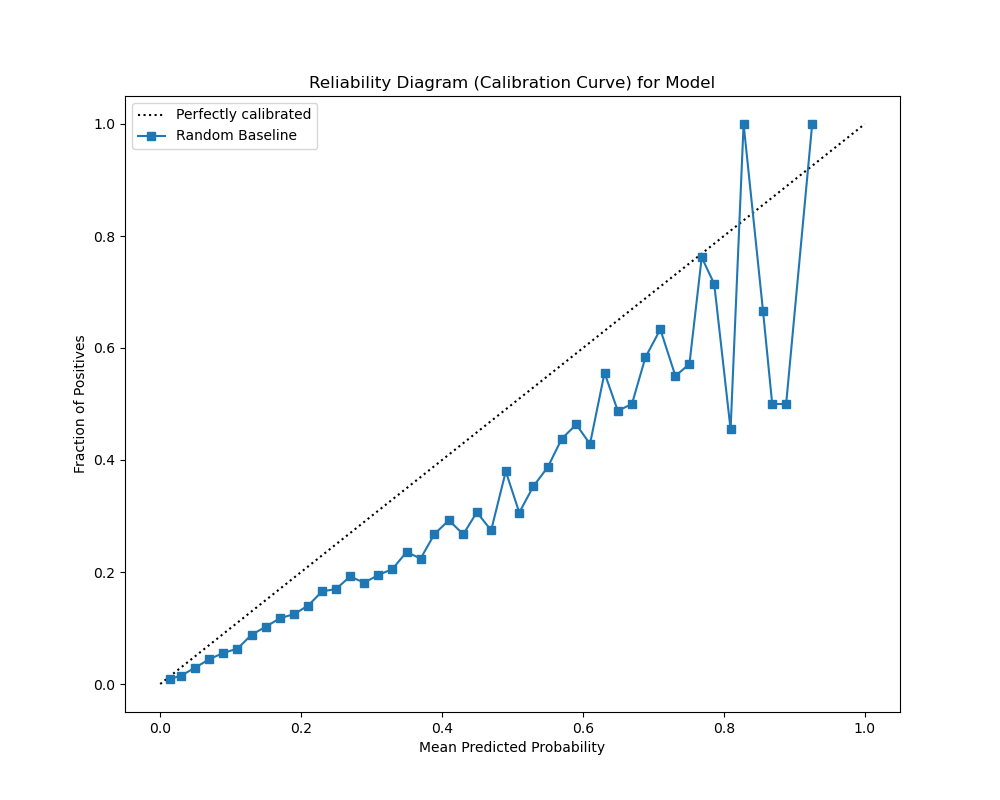 Reliability Diagram (Calibration Curve) for Model
Perfectly calibrated
Random Baseline
1.0
0.8
0.6
0.4
0.2
0.0
Fraction of Positives
0.0 0.2 0.4 0.6 0.8 1.0
Mean Predicted Probability